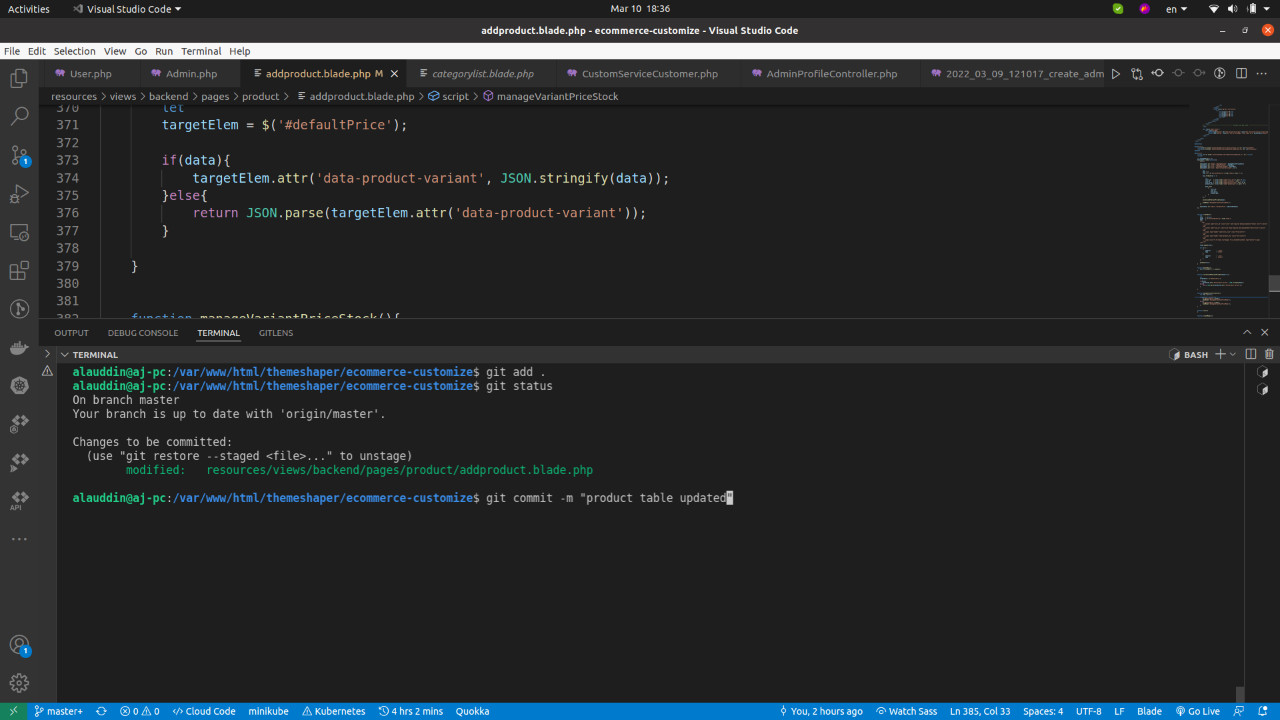 Activities
Visual Studio Code
Mar 10 18:36
en
addproduct.blade.php - ecommerce-customize - Visual Studio Code
File Edit Selection View Go Run Terminal Help
User.php
Admin.php
addproduct.blade.php M
categorylist.blade.php
CustomServiceCustomer.php
AdminProfileController.php
2022_03_09_121017_create_adm
resources > views > backend > pages > product > addproduct.blade.php > script > manageVariantPriceStock
370 let
371 targetElem = $('#defaultPrice');
372
373 if(data){
374 targetElem.attr('data-product-variant', JSON.stringify(data));
375 }else{
376 return JSON.parse(targetElem.attr('data-product-variant'));
377 }
378
379 }
380
381
382 function manageVariantPriceStock(){
OUTPUT DEBUG CONSOLE TERMINAL GITLENS
TERMINAL
BASH
alauddin@aj-pc:/var/www/html/themeshaper/ecommerce-customize$ git add .
alauddin@aj-pc:/var/www/html/themeshaper/ecommerce-customize$ git status
On branch master
Your branch is up to date with 'origin/master'.
Changes to be committed:
(use "git restore --staged <file>..." to unstage)
modified: resources/views/backend/pages/product/addproduct.blade.php
alauddin@aj-pc:/var/www/html/themeshaper/ecommerce-customize$ git commit -m "product table updated"
1
API
1
master+ 0 0 Cloud Code minikube Kubernetes 4 hrs 2 mins Quokka You, 2 hours ago Watch Sass Ln 385, Col 33 Spaces: 4 UTF-8 LF Blade Go Live